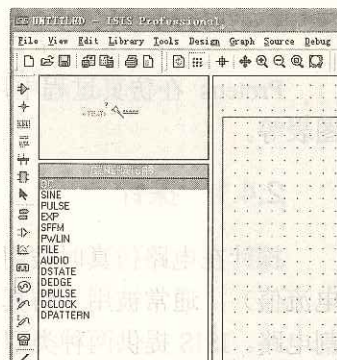 UNTITLED - ISIS Professional
File View Edit Library Tools Design Graph Source Debug
GENERATORS
DC
SINE
PULSE
EXP
SFFM
PWLIN
FILE
AUDIO
DSTATE
DEDGE
DPULSE
DCLOCK
DPATTERN